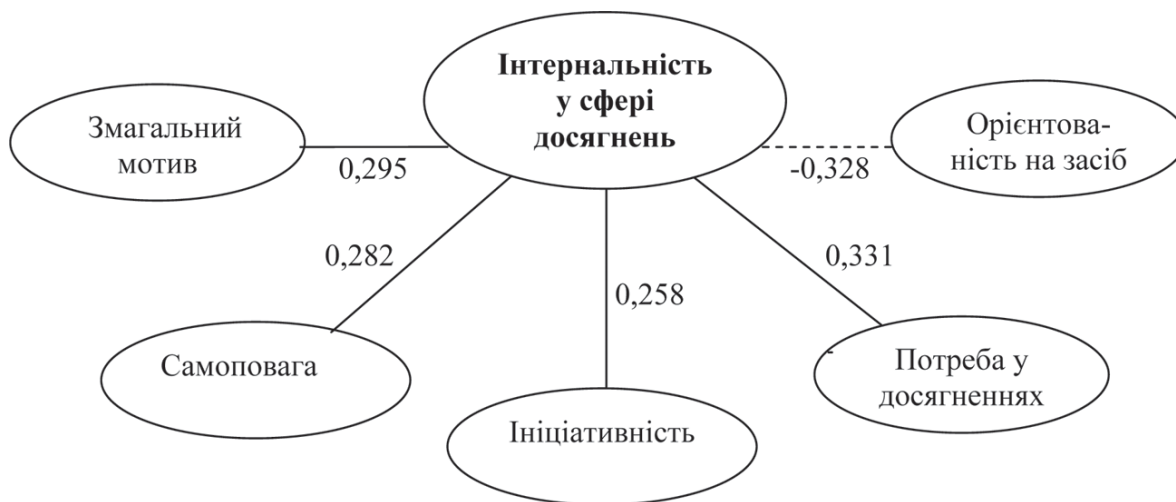 Інтернальність
у сфері
досягнень
Змагальний
мотив
Орієнтова-
ність на засіб
0,295
-0,328
0,282
0,331
0,258
Самоповага
Потреба у
досягненнях
Ініціативність